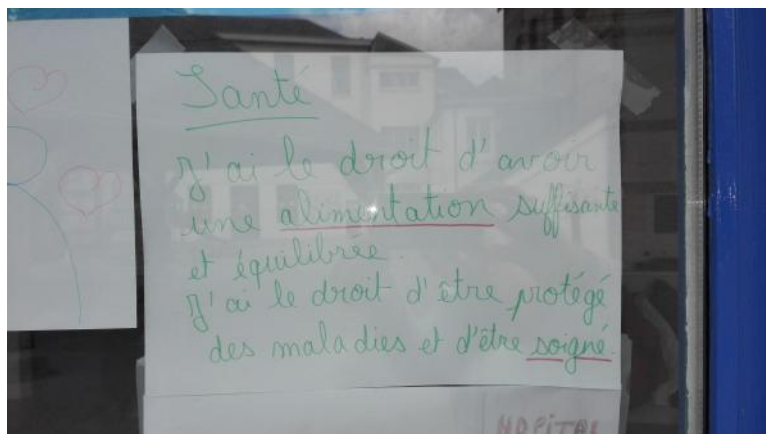 Santé
J'ai le droit d'avoir
une alimentation suffisante
et équilibrée.
J'ai le droit d'être protégé
des maladies et d'être soigné.
HOPITAL